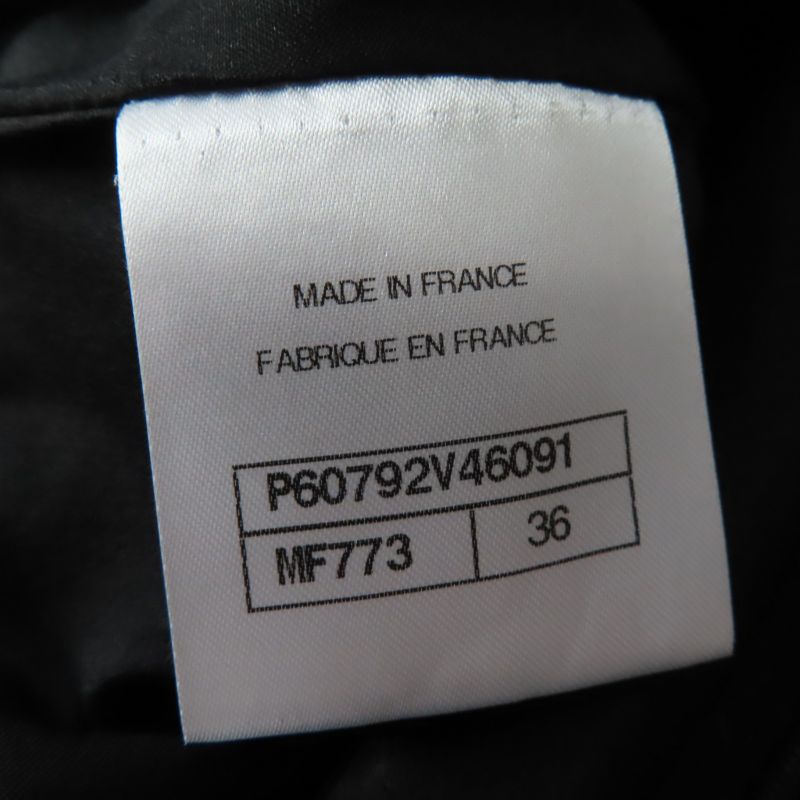 MADE IN FRANCE
FABRIQUE EN FRANCE
P60792V46091
MF773 36